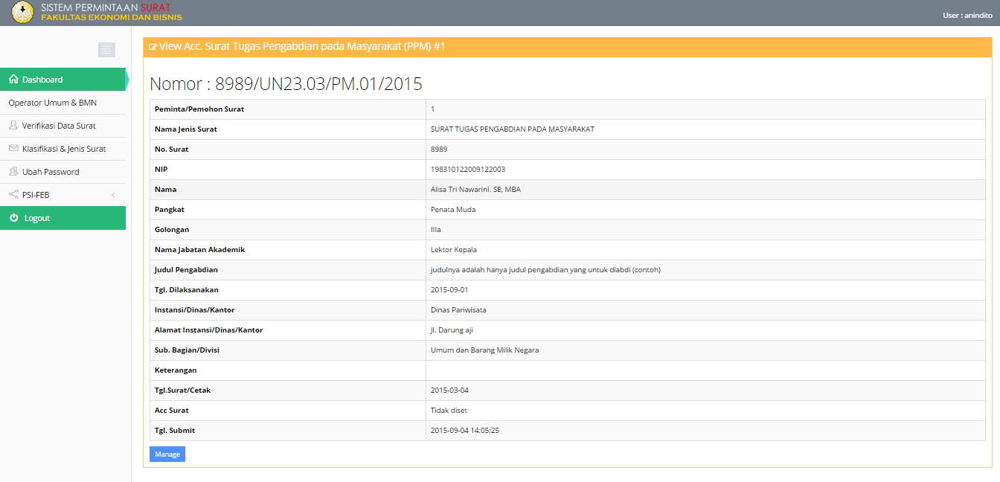 SISTEM PERMINTAAN SURAT
FAKULTAS EKONOMI DAN BISNIS
User : anindito
Dashboard
Operator Umum & BMN
Verifikasi Data Surat
Klasifikasi & Jenis Surat
Ubah Password
PSI-FEB
Logout
View Acc. Surat Tugas Pengabdian pada Masyarakat (PPM) #1
Nomor : 8989/UN23.03/PM.01/2015
Peminta/Pemohon Surat 1
Nama Jenis Surat SURAT TUGAS PENGABDIAN PADA MASYARAKAT
No. Surat 8989
NIP 198310122009122003
Nama Alisa Tri Nawarini. SE, MBA
Pangkat Penata Muda
Golongan IIIa
Nama Jabatan Akademik Lektor Kepala
Judul Pengabdian judulnya adalah hanya judul pengabdian yang untuk diabdi (contoh)
Tgl. Dilaksanakan 2015-09-01
Instansi/Dinas/Kantor Dinas Pariwisata
Alamat Instansi/Dinas/Kantor Jl. Darung aji
Sub. Bagian/Divisi Umum dan Barang Milik Negara
Keterangan
Tgl.Surat/Cetak 2015-03-04
Acc Surat Tidak diset
Tgl. Submit 2015-09-04 14:05:25
Manage